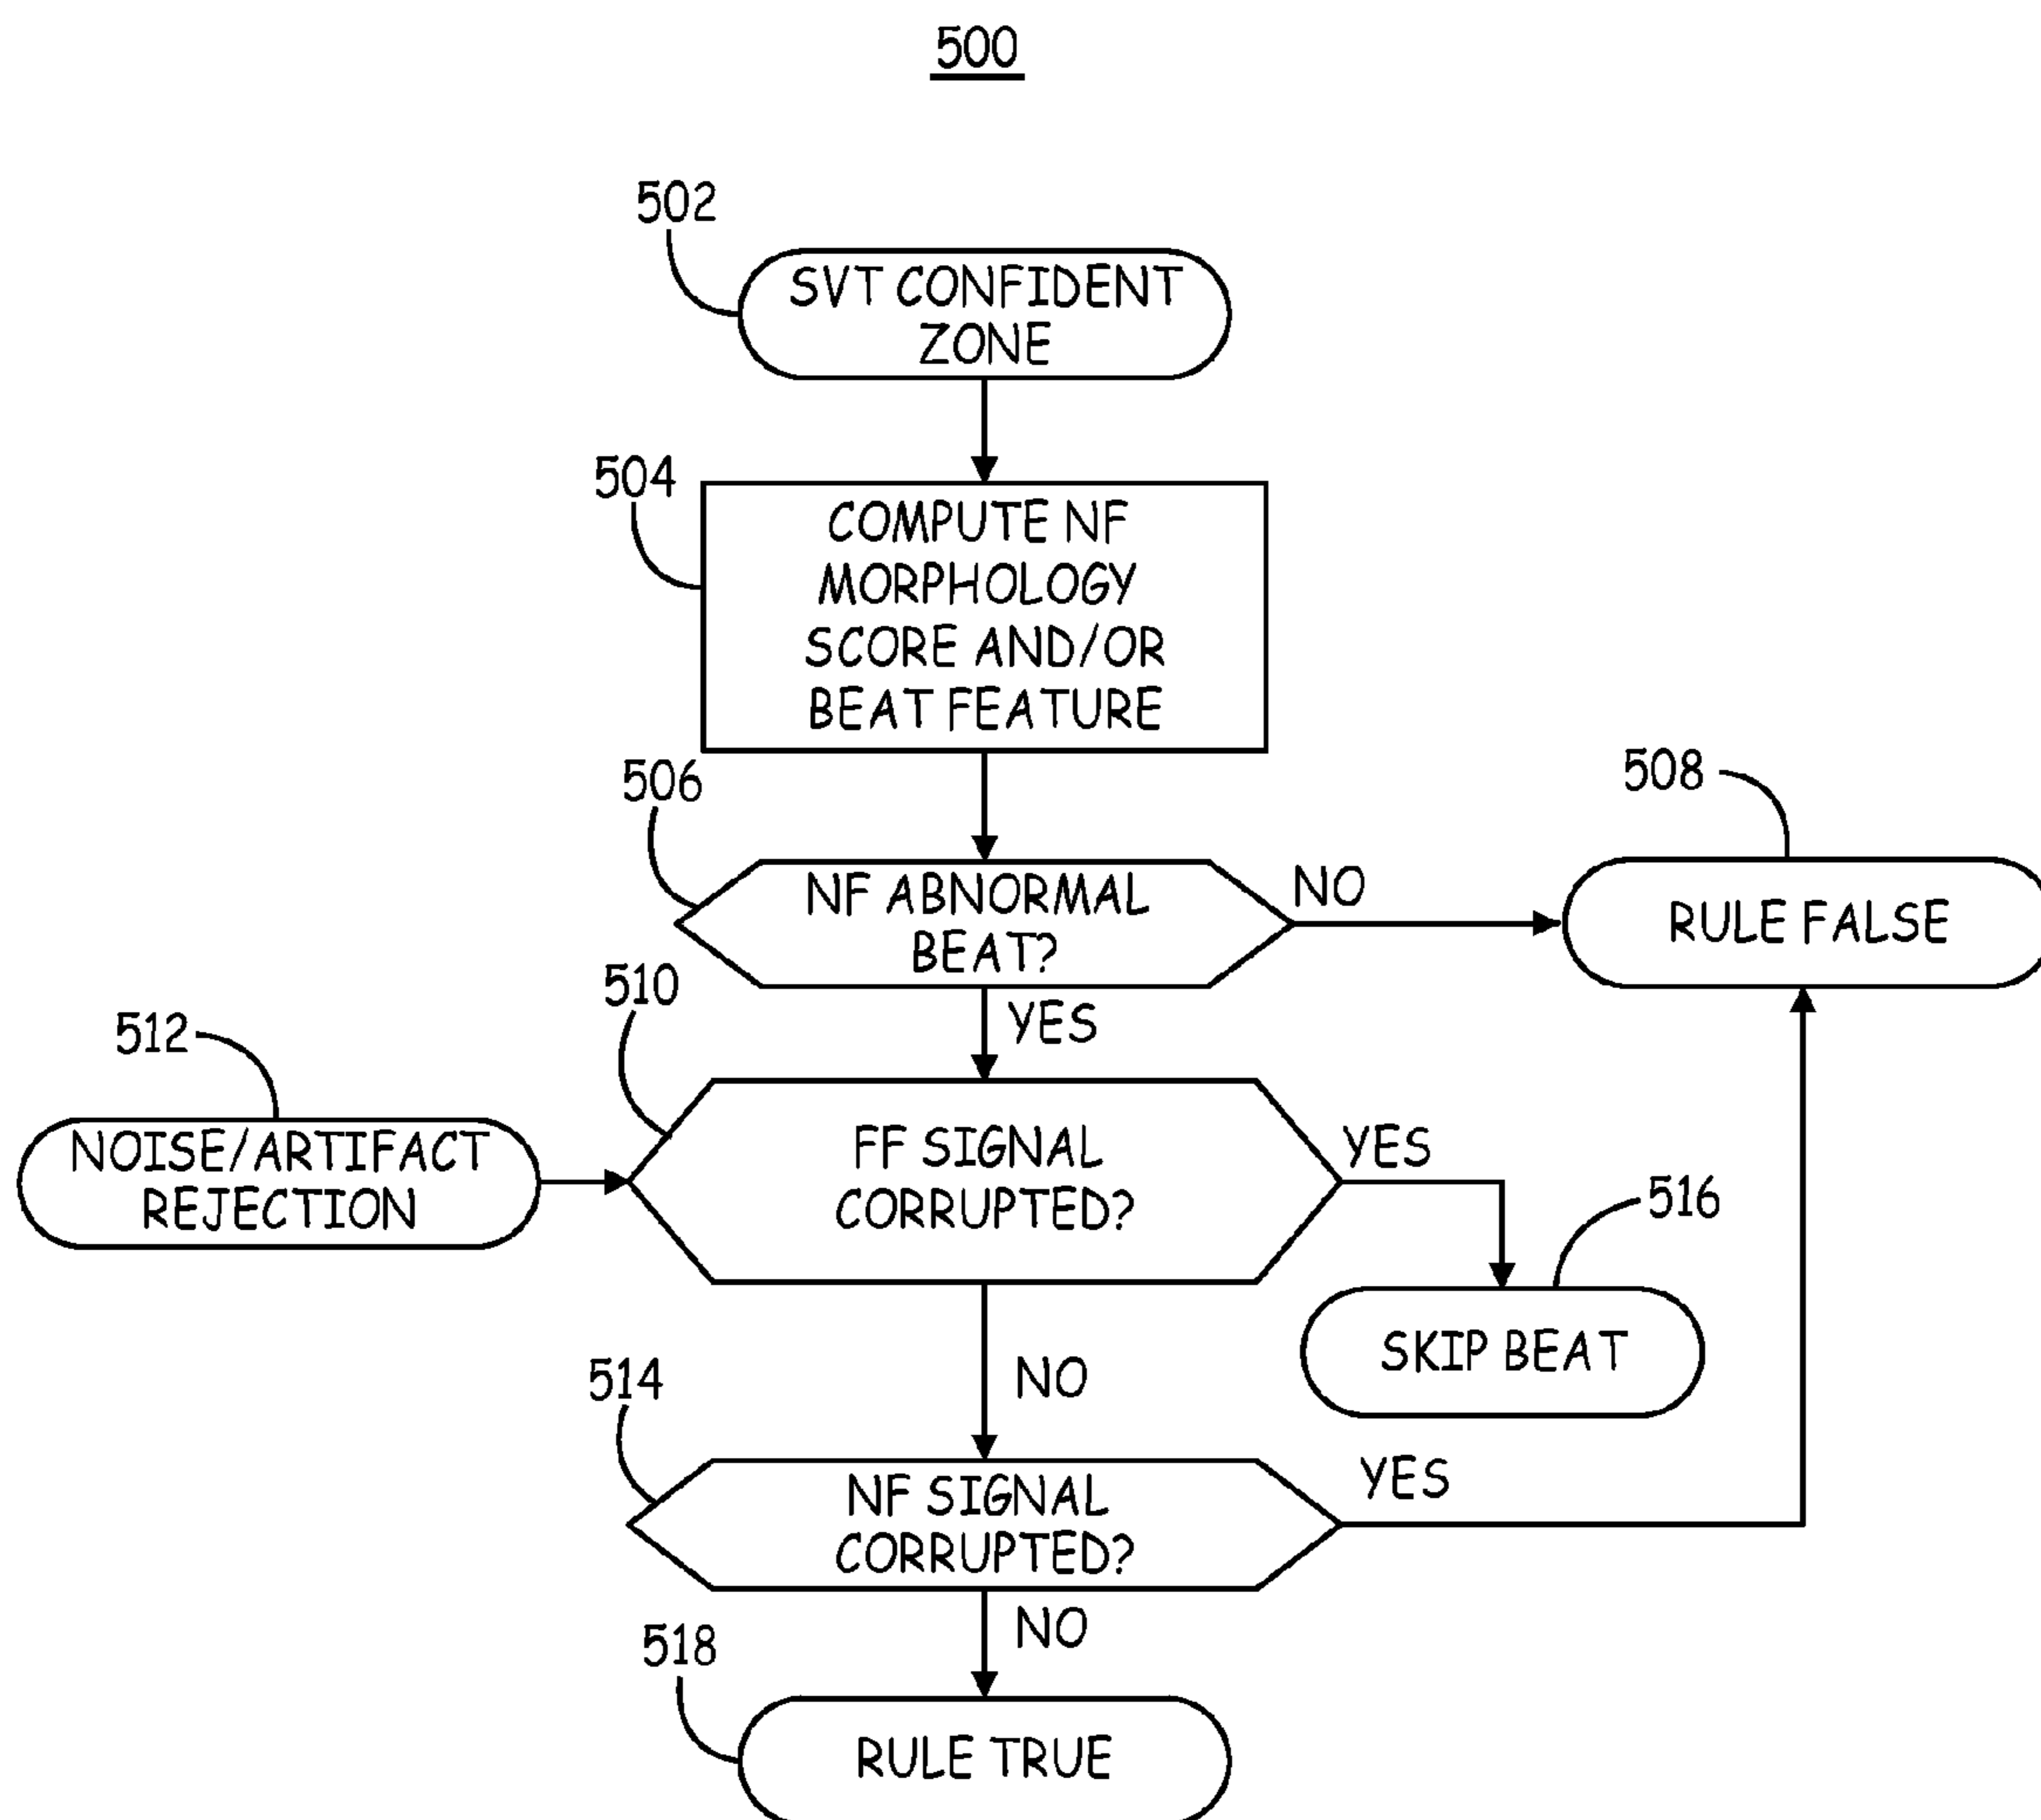 500
502
SVT CONFIDENT
ZONE
504
COMPUTE NF
MORPHOLOGY
SCORE AND/OR
BEAT FEATURE
506
508
NF ABNORMAL
BEAT?
NO
RULE FALSE
510
YES
512
NOISE/ARTIFACT
REJECTION
FF SIGNAL
CORRUPTED?
YES
516
SKIP BEAT
NO
514
NF SIGNAL
CORRUPTED?
YES
NO
518
RULE TRUE